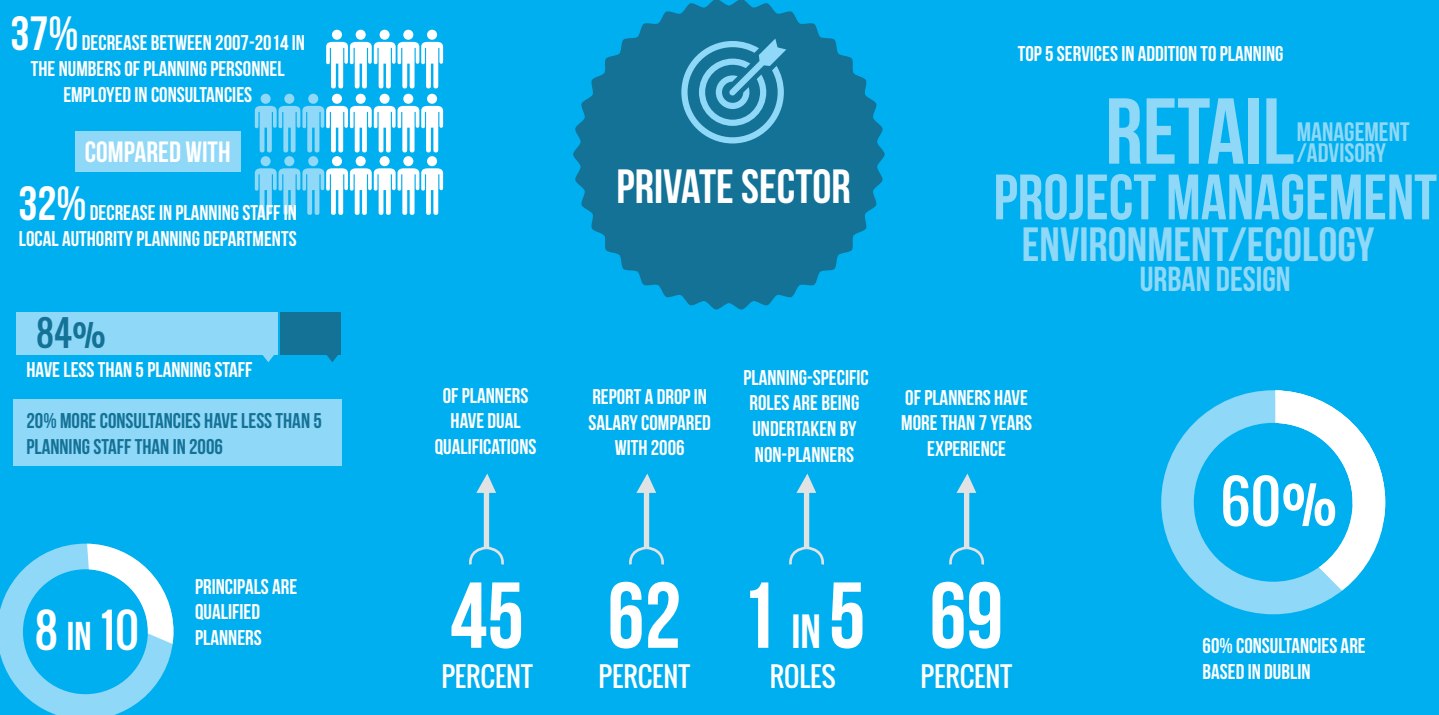 37% DECREASE BETWEEN 2007-2014 IN
THE NUMBERS OF PLANNING PERSONNEL
EMPLOYED IN CONSULTANCIES
COMPARED WITH
32% DECREASE IN PLANNING STAFF IN
LOCAL AUTHORITY PLANNING DEPARTMENTS
PRIVATE SECTOR
TOP 5 SERVICES IN ADDITION TO PLANNING
RETAIL
MANAGEMENT
/ADVISORY
PROJECT MANAGEMENT
ENVIRONMENT/ECOLOGY
URBAN DESIGN
84%
HAVE LESS THAN 5 PLANNING STAFF
20% MORE CONSULTANCIES HAVE LESS THAN 5
PLANNING STAFF THAN IN 2006
8 IN 10
PRINCIPALS ARE
QUALIFIED
PLANNERS
OF PLANNERS
HAVE DUAL
QUALIFICATIONS
45
PERCENT
REPORT A DROP IN
SALARY COMPARED
WITH 2006
62
PERCENT
PLANNING-SPECIFIC
ROLES ARE BEING
UNDERTAKEN BY
NON-PLANNERS
1 IN 5
ROLES
OF PLANNERS HAVE
MORE THAN 7 YEARS
EXPERIENCE
69
PERCENT
60%
60% CONSULTANCIES ARE
BASED IN DUBLIN